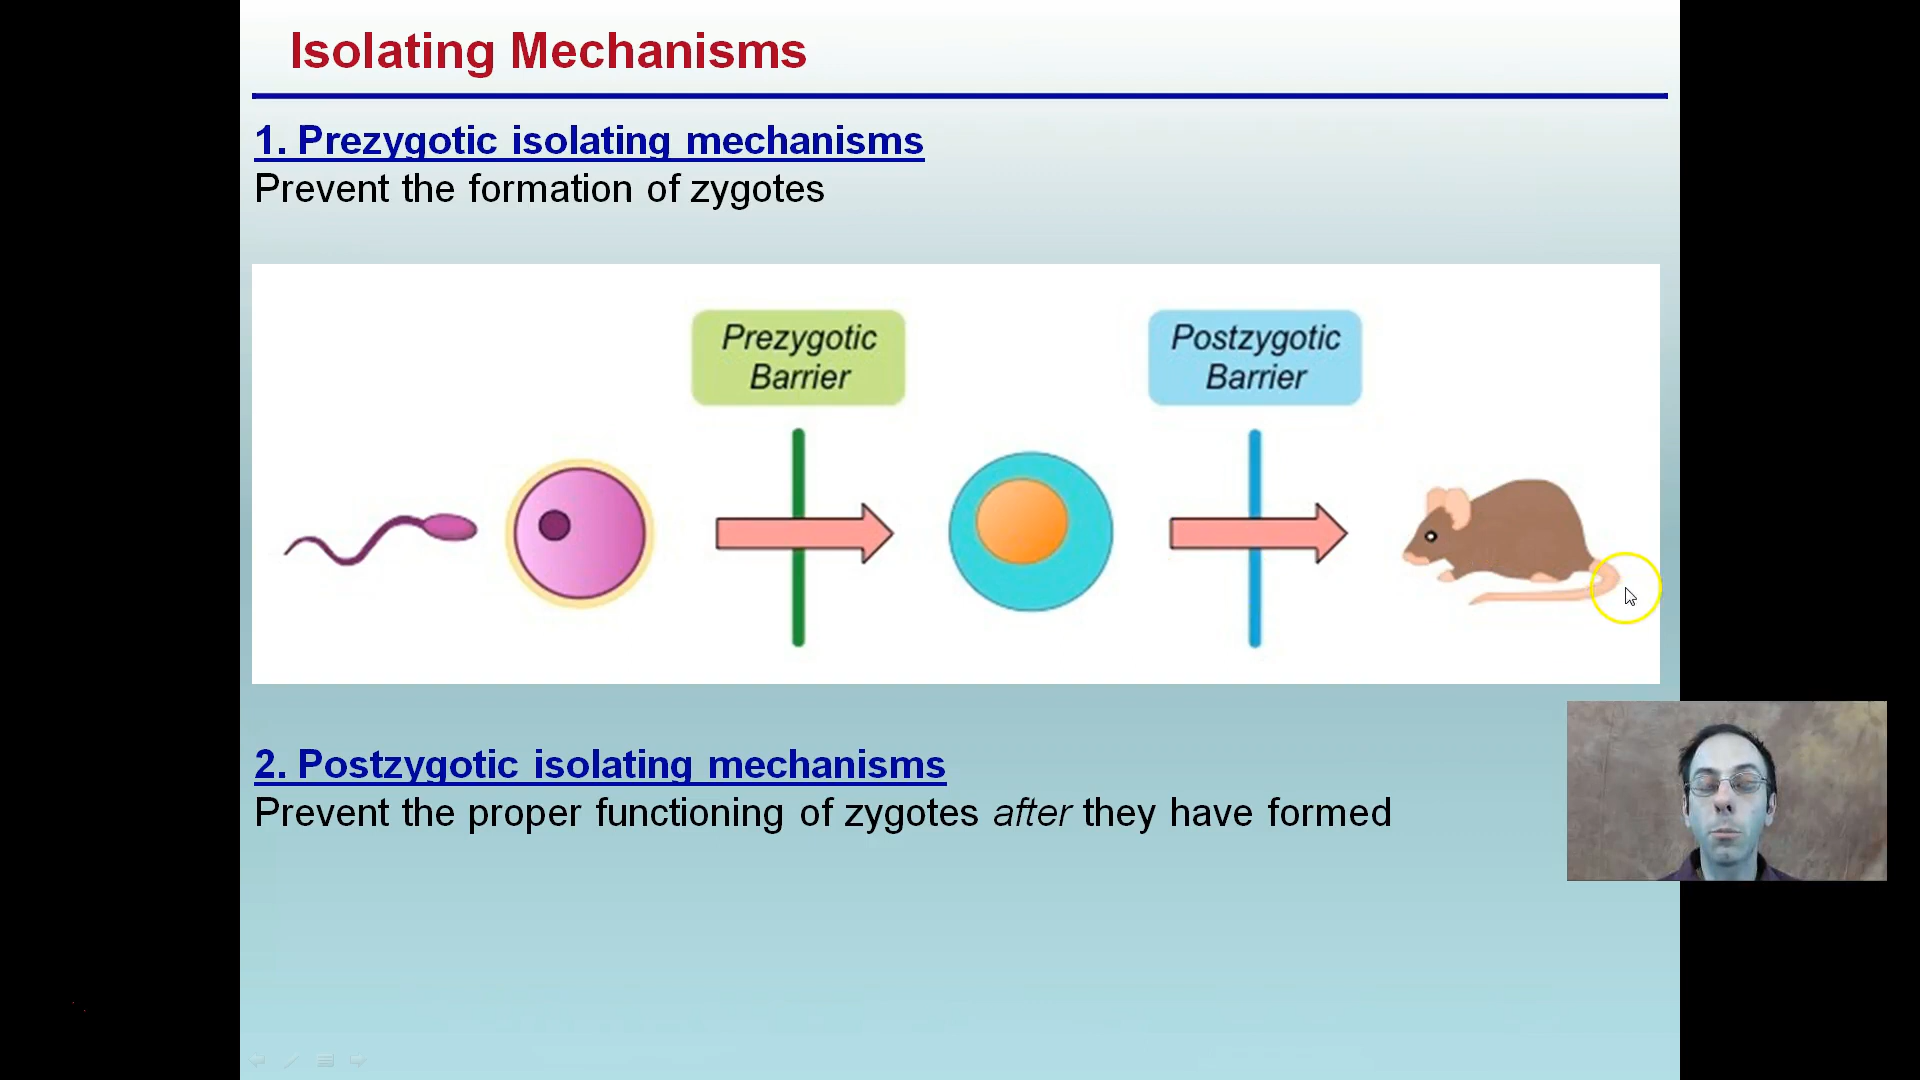 Isolating Mechanisms
1. Prezygotic isolating mechanisms
Prevent the formation of zygotes
Prezygotic
Barrier
Postzygotic
Barrier
2. Postzygotic isolating mechanisms
Prevent the proper functioning of zygotes after they have formed